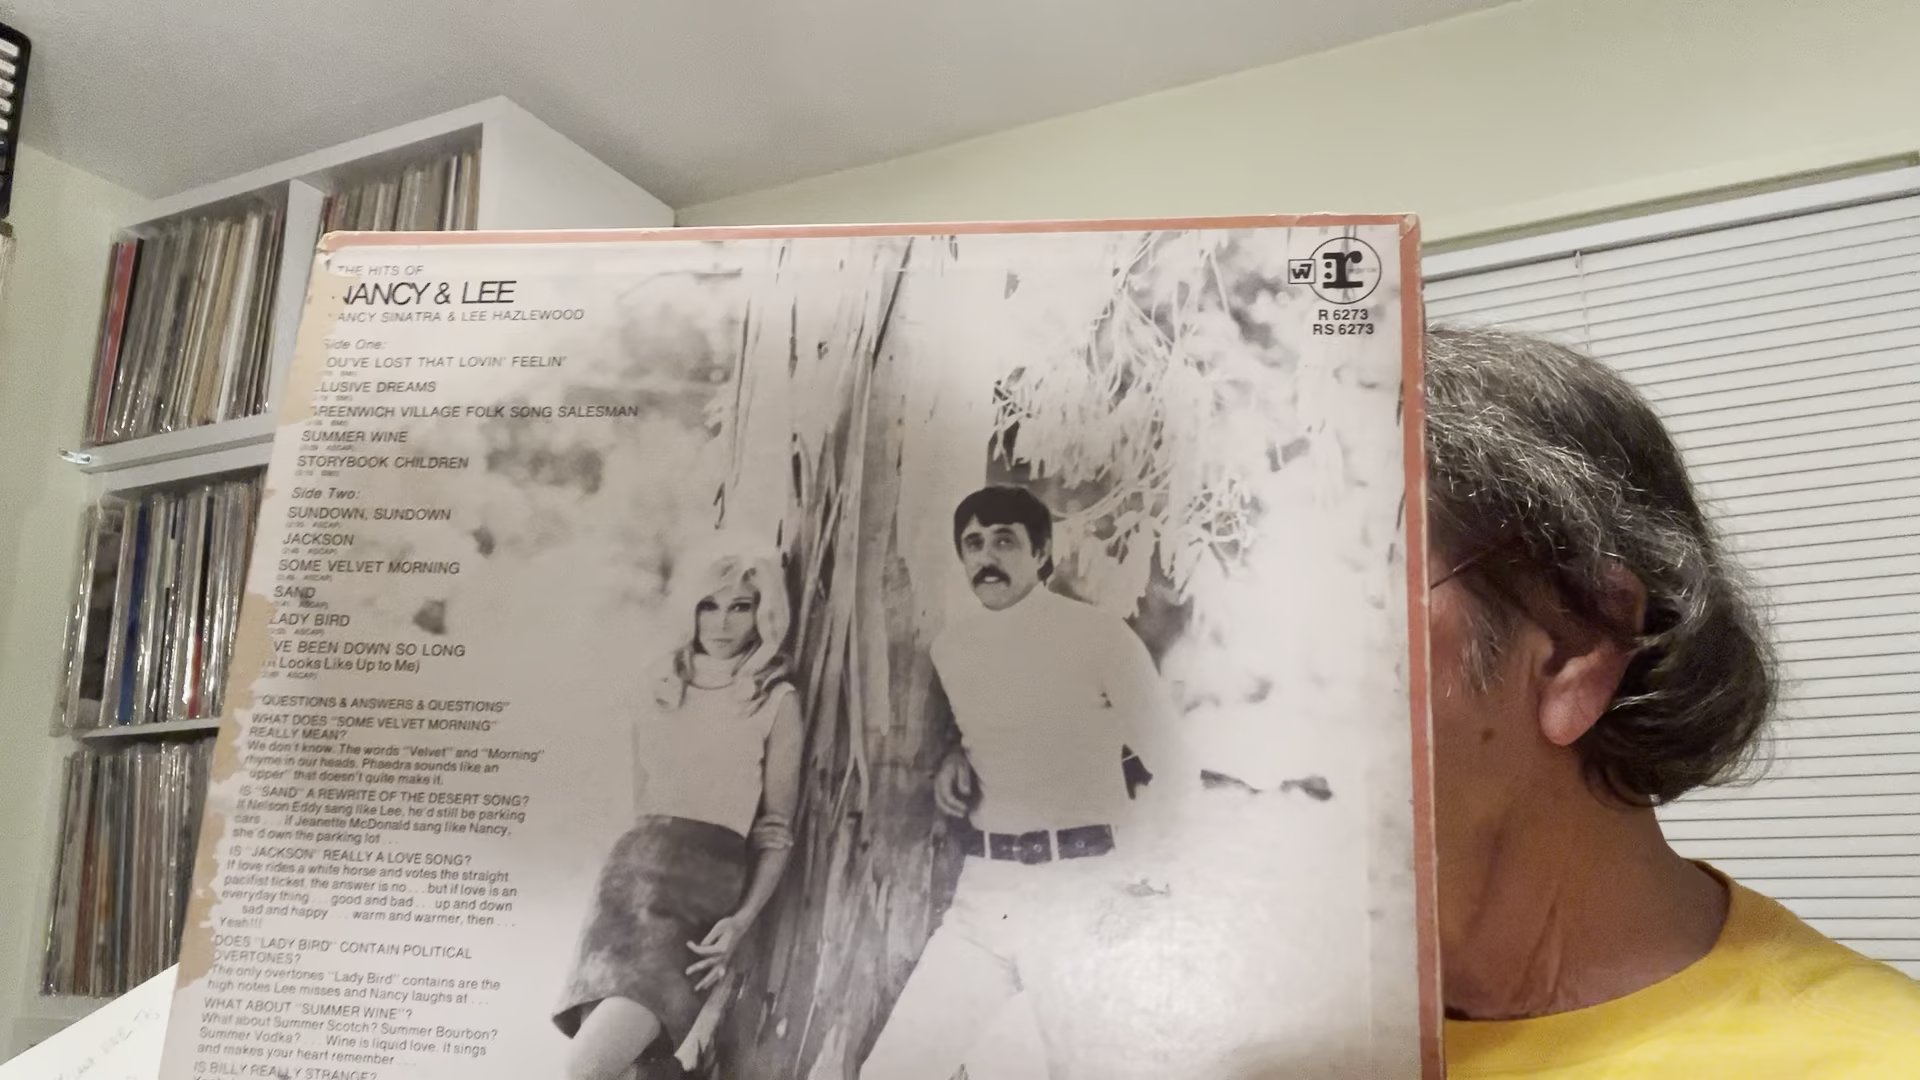 THE HITS OF
NANCY & LEE
NANCY SINATRA & LEE HAZLEWOOD
Side One:
OU'VE LOST THAT LOVIN' FEELIN'
LUSIVE DREAMS
GREENWICH VILLAGE FOLK SONG SALESMAN
SUMMER WINE
STORYBOOK CHILDREN
Side Two:
SUNDOWN, SUNDOWN
JACKSON
SOME VELVET MORNING
SAND
LADY BIRD
VE BEEN DOWN SO LONG
Looks Like Up to Me)
"QUESTIONS & ANSWERS & QUESTIONS"
WHAT DOES "SOME VELVET MORNING"
REALLY MEAN?
We don't know. The words "Velvet" and "Morning"
rhyme in our heads. Phaedra sounds like an
upper" that doesn't quite make it.
IS "SAND" A REWRITE OF THE DESERT SONG?
If Nelson Eddy sang like Lee, he'd still be parking
cars . . . if Jeanette McDonald sang like Nancy,
she'd own the parking lot . . .
IS "JACKSON" REALLY A LOVE SONG?
If love rides a white horse and votes the straight
pacifist ticket, the answer is no . . . but if love is an
everyday thing . . . good and bad . . . up and down
sad and happy . . . warm and warmer, then . . .
Yeah!!!
DOES "LADY BIRD" CONTAIN POLITICAL
OVERTONES?
The only overtones "Lady Bird" contains are the
high notes Lee misses and Nancy laughs at . . .
WHAT ABOUT "SUMMER WINE"?
What about Summer Scotch? Summer Bourbon?
Summer Vodka? . . . Wine is liquid love. It sings
and makes your heart remember . . .
IS BILLY REALLY STRANGE?
W7 :r reprise
R 6273
RS 6273